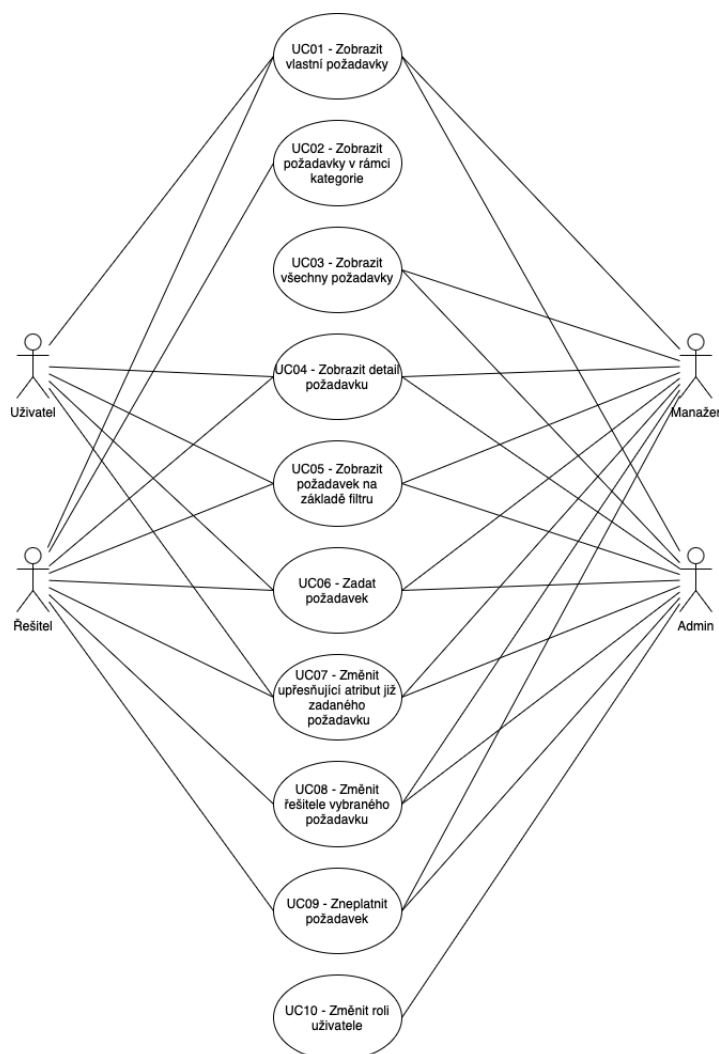 UC01 - Zobrazit
vlastní požadavky
UC02 - Zobrazit
požadavky v rámci
kategorie
UC03 - Zobrazit
všechny požadavky
UC04 - Zobrazit detail
požadavku
Uživatel
Manažer
UC05 - Zobrazit
požadavek na
základě filtru
UC06 - Zadat
požadavek
Řešitel
Admin
UC07 - Změnit
upřesňující atribut již
zadaného
požadavku
UC08 - Změnit
řešitele vybraného
požadavku
UC09 - Zneplatnit
požadavek
UC10 - Změnit roli
uživatele